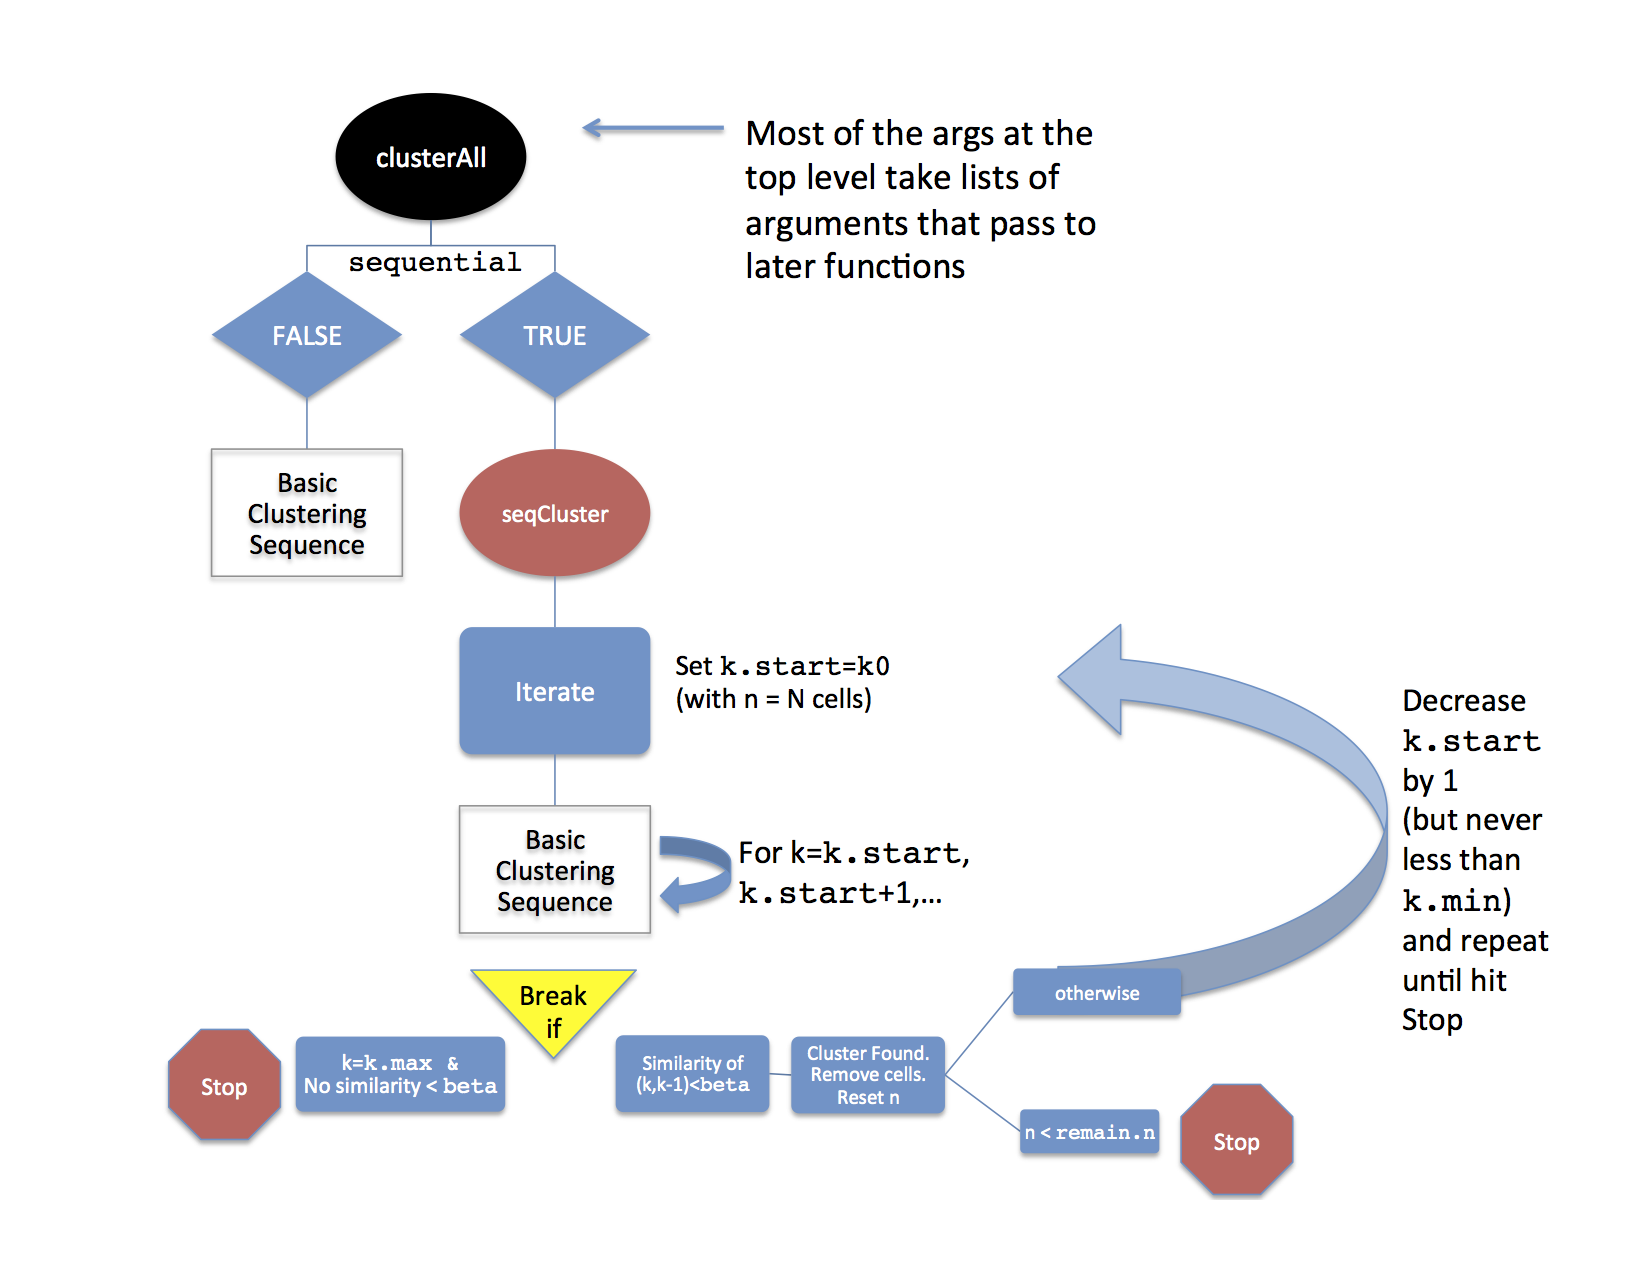 clusterAll
Most of the args at the
top level take lists of
arguments that pass to
later functions
sequential
FALSE
TRUE
Basic
Clustering
Sequence
seqCluster
Iterate
Set k.start=k0
(with n = N cells)
Decrease
k.start
by 1
(but never
less than
k.min)
and repeat
until hit
Stop
Basic
Clustering
Sequence
For k=k.start,
k.start+1,...
Break
if
otherwise
Stop
k=k.max &
No similarity < beta
Similarity of
(k,k-1)<beta
Cluster Found.
Remove cells.
Reset n
n < remain.n
Stop